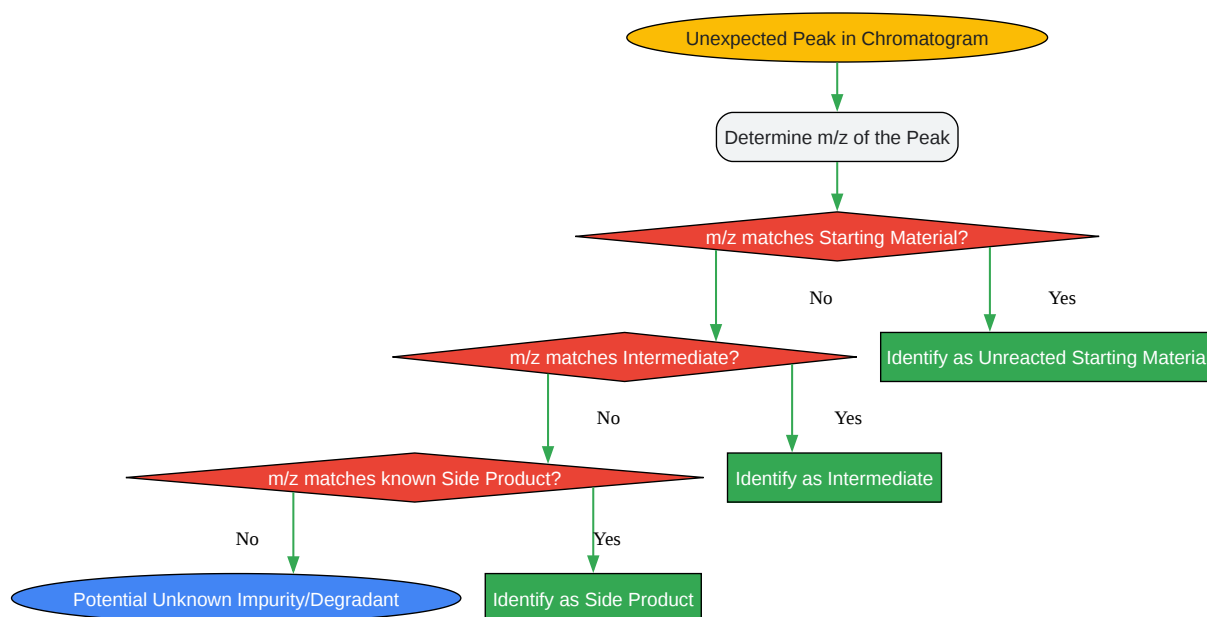 Unexpected Peak in Chromatogram
Determine m/z of the Peak
m/z matches Starting Material?
No
Yes
m/z matches Intermediate?
Identify as Unreacted Starting Material
No
Yes
m/z matches known Side Product?
Identify as Intermediate
No
Yes
Potential Unknown Impurity/Degradant
Identify as Side Product